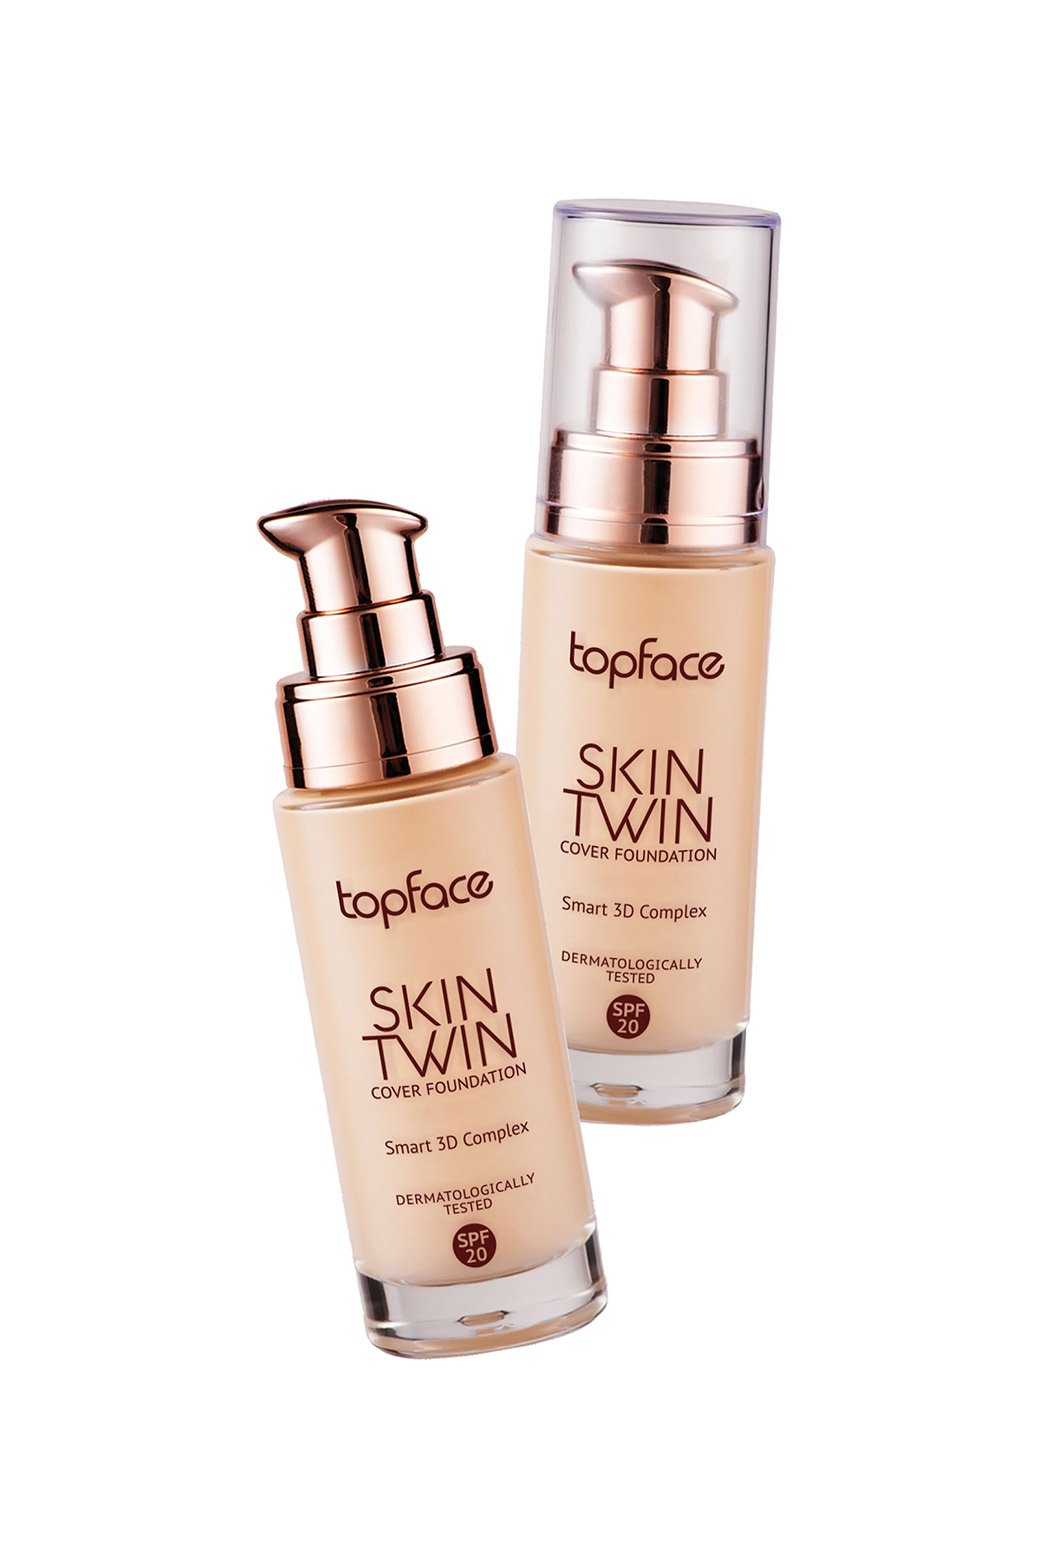 topface
SKIN
TWIN
COVER FOUNDATION
Smart 3D Complex
DERMATOLOGICALLY
TESTED
SPF
20
topface
SKIN
TWIN
COVER FOUNDATION
Smart 3D Complex
DERMATOLOGICALLY
TESTED
SPF
20